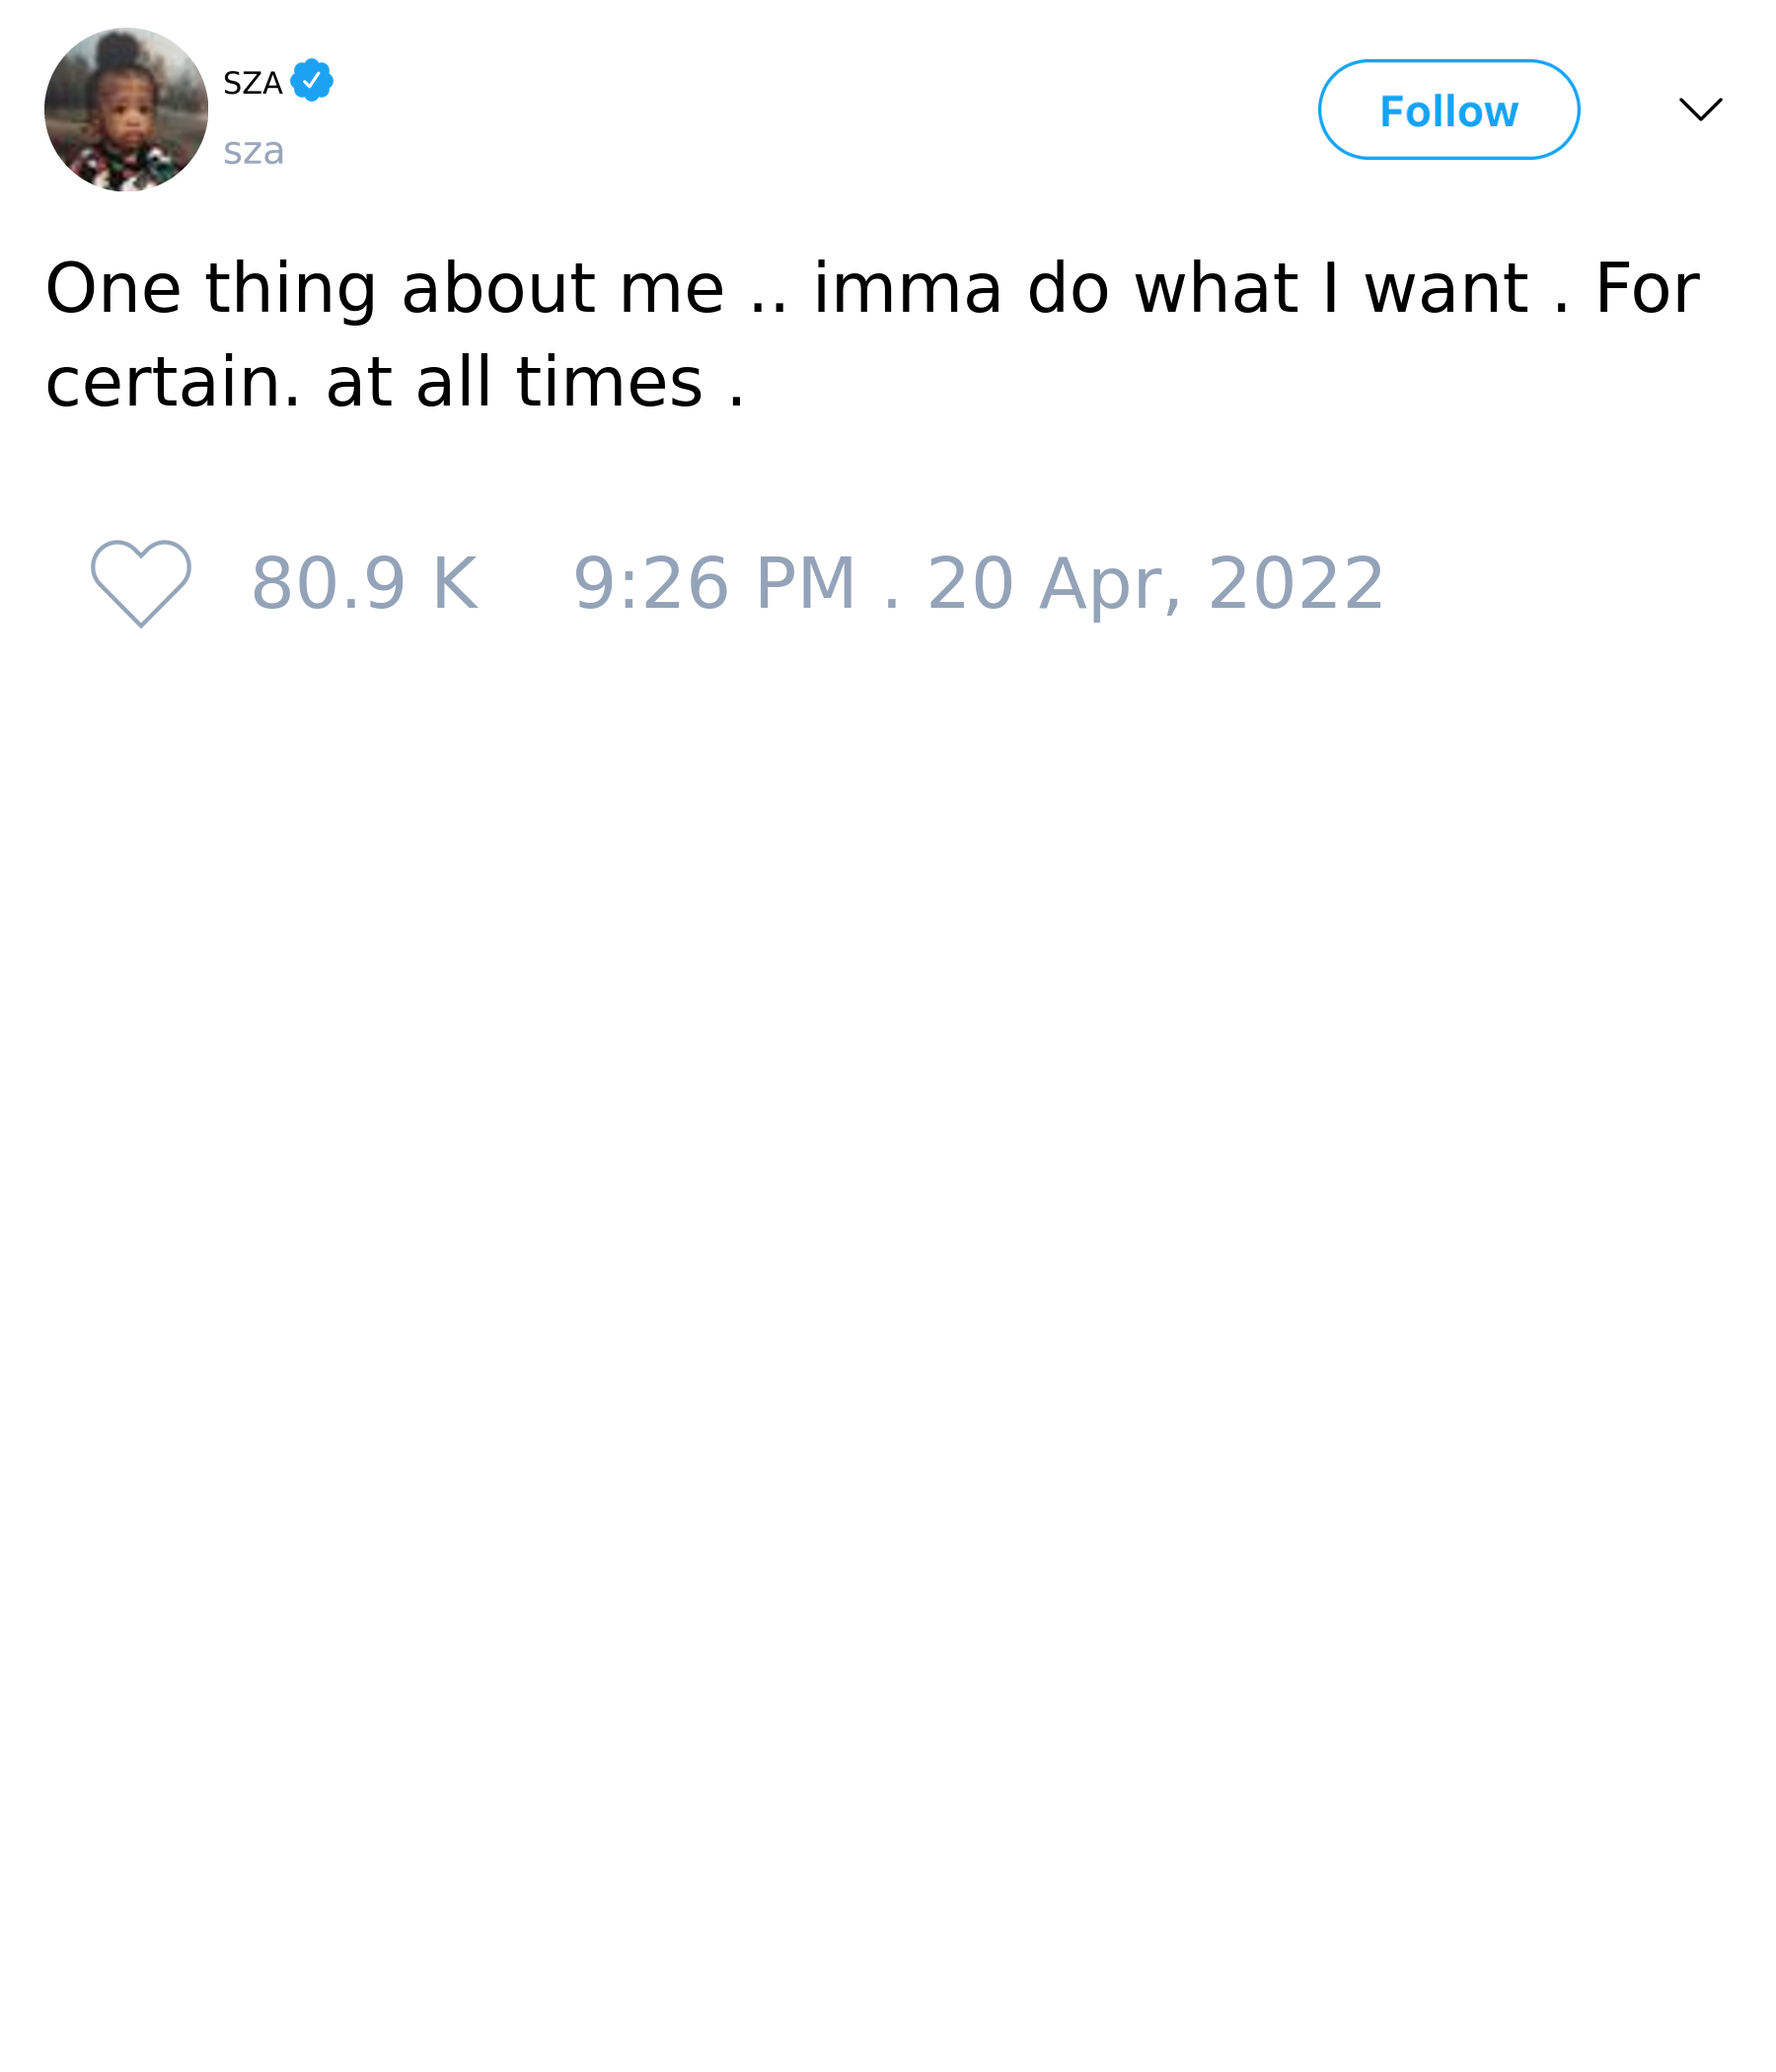 SZA
sza
Follow
One thing about me .. imma do what I want . For
certain. at all times .
80.9 K 9:26 PM . 20 Apr, 2022